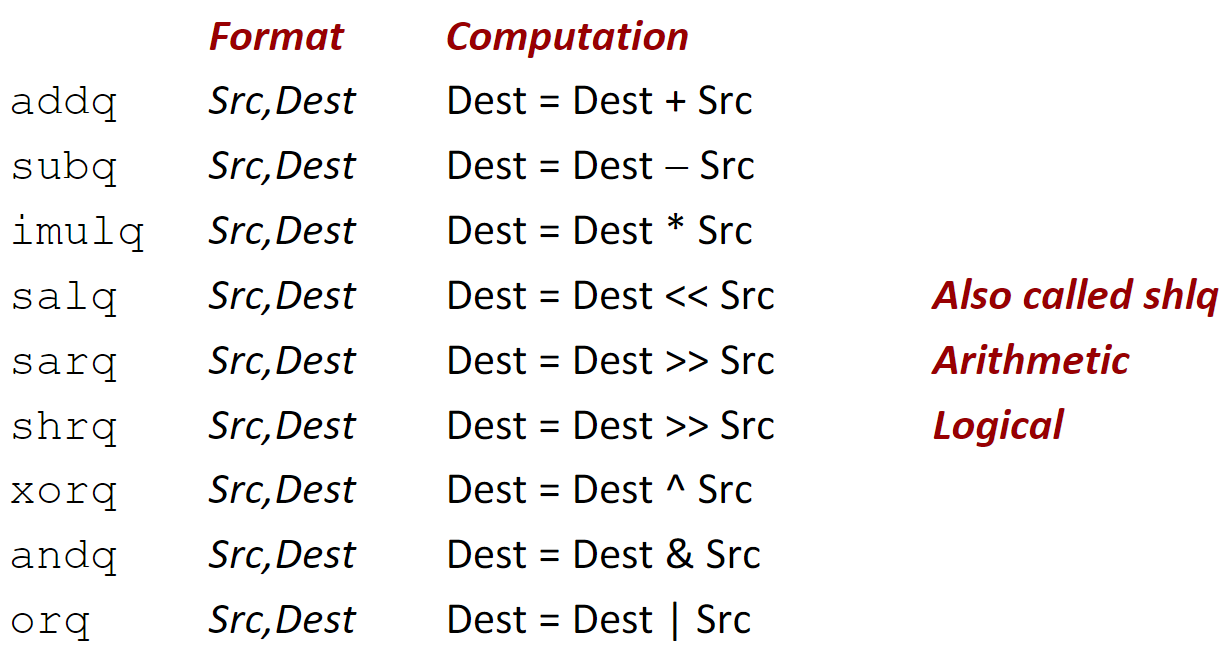 Format Computation
addq Src,Dest Dest = Dest + Src
subq Src,Dest Dest = Dest − Src
imulq Src,Dest Dest = Dest * Src
salq Src,Dest Dest = Dest << Src Also called shlq
sarq Src,Dest Dest = Dest >> Src Arithmetic
shrq Src,Dest Dest = Dest >> Src Logical
xorq Src,Dest Dest = Dest ^ Src
andq Src,Dest Dest = Dest & Src
orq Src,Dest Dest = Dest | Src